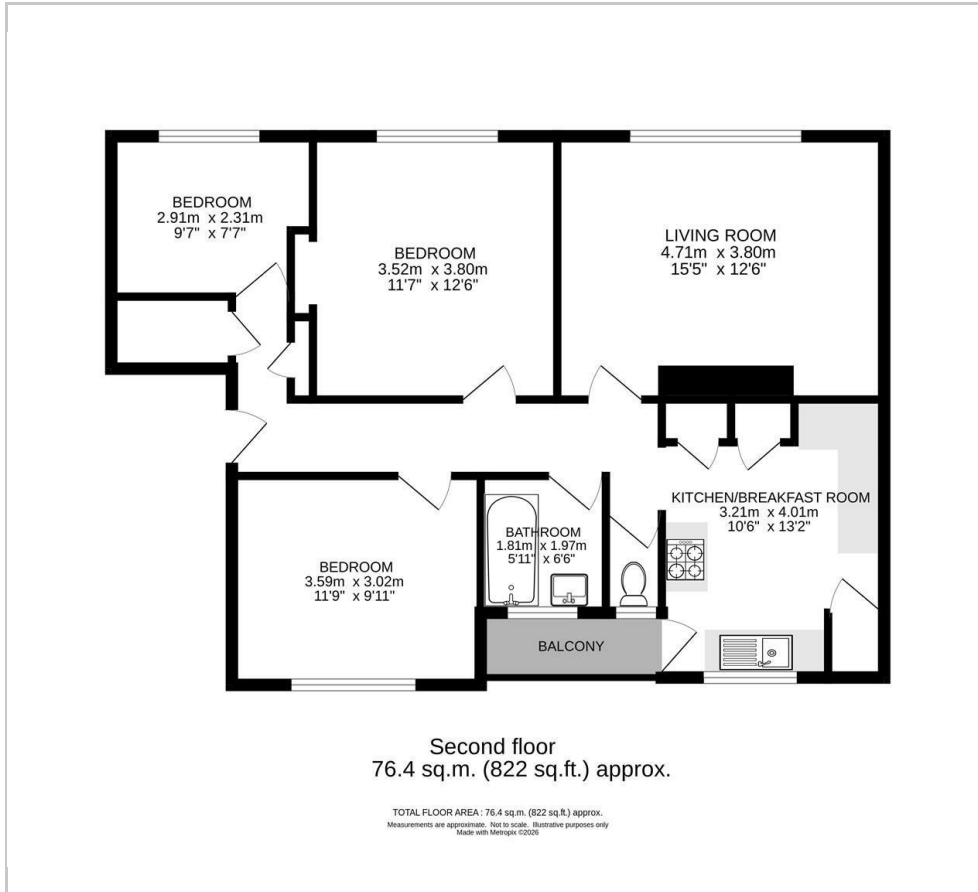 BEDROOM
2.91m x 2.31m
9'7" x 7'7"
BEDROOM
3.52m x 3.80m
11'7" x 12'6"
LIVING ROOM
4.71m x 3.80m
15'5" x 12'6"
KITCHEN/BREAKFAST ROOM
3.21m x 4.01m
10'6" x 13'2"
BATHROOM
1.81m x 1.97m
5'11" x 6'6"
BEDROOM
3.59m x 3.02m
11'9" x 9'11"
BALCONY
Second floor
76.4 sq.m. (822 sq.ft.) approx.
TOTAL FLOOR AREA : 76.4 sq.m. (822 sq.ft.) approx.
Measurements are approximate. Not to scale. Illustrative purposes only
Made with Metropix ©2026